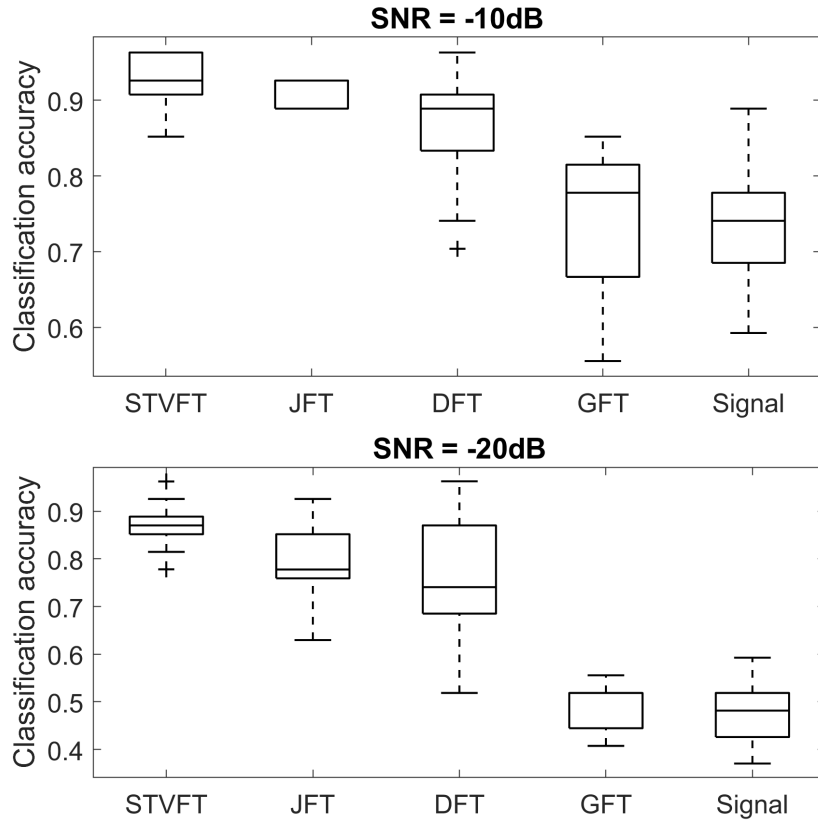 SNR = -10dB
Classification accuracy
0.9
0.8
0.7
0.6
STVFT JFT DFT GFT Signal
SNR = -20dB
Classification accuracy
0.9
0.8
0.7
0.6
0.5
0.4
STVFT JFT DFT GFT Signal